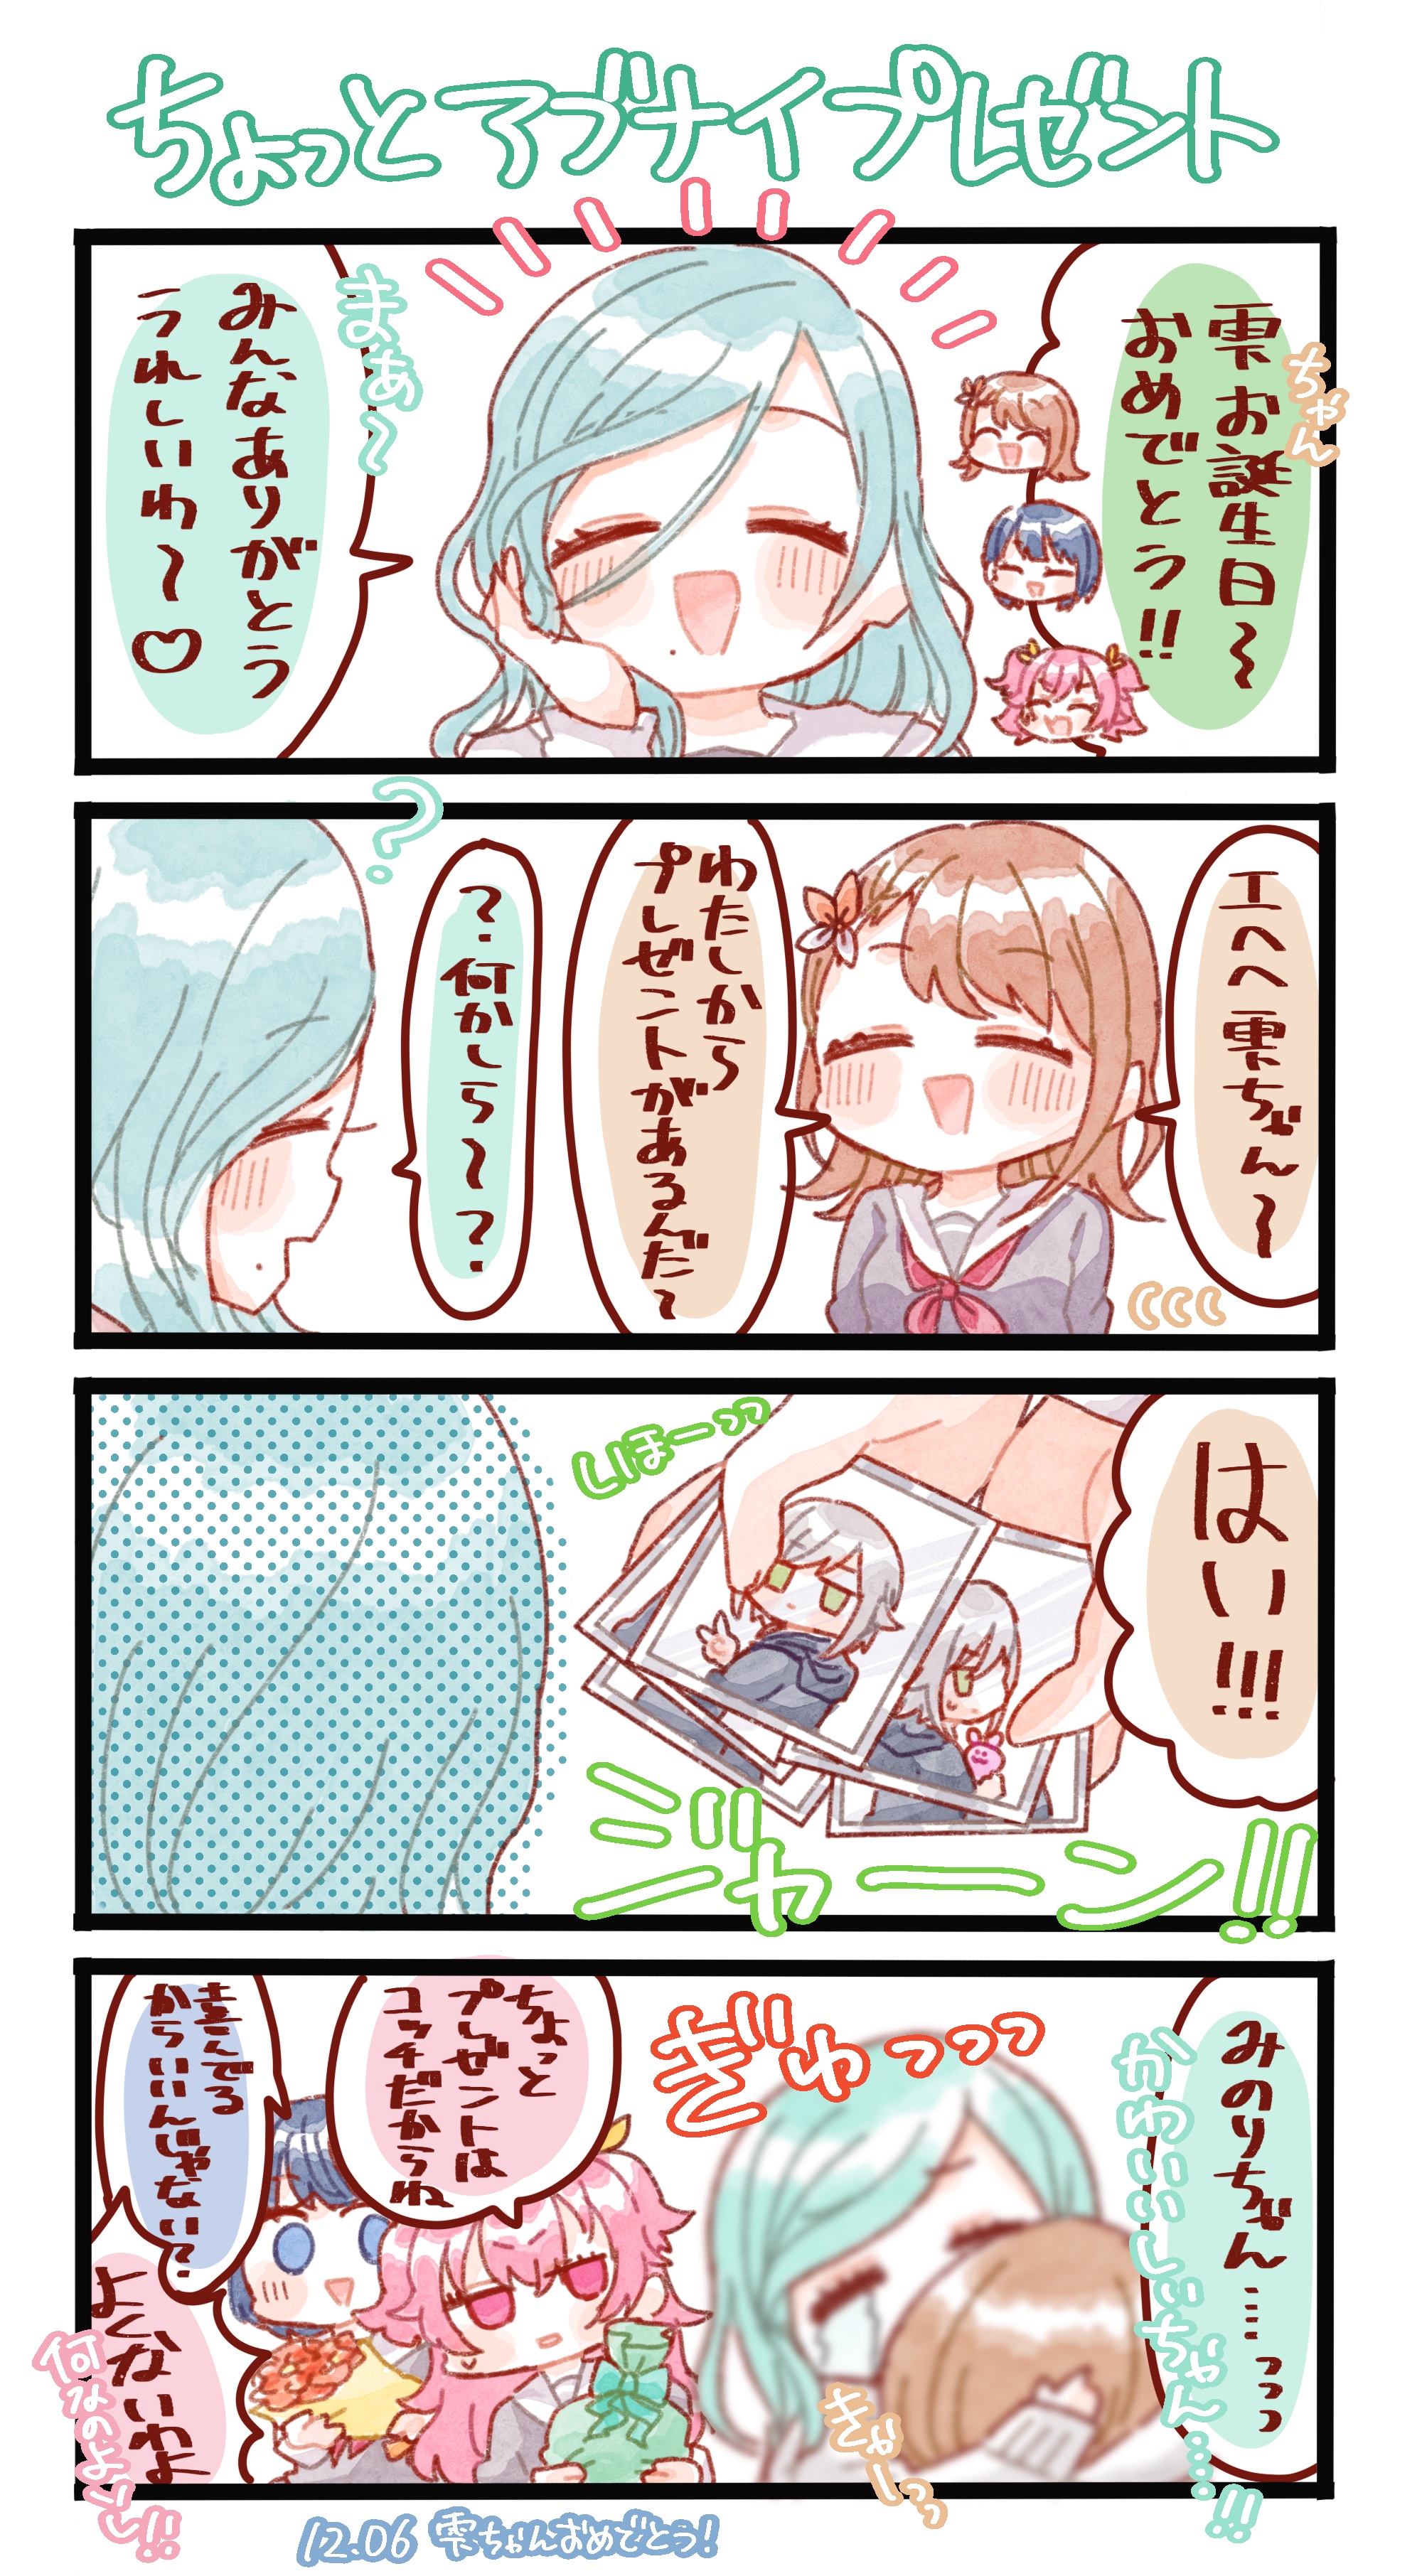 ちょっとアブナイプレゼント
雫お誕生日〜
ちゃん
おめでとう!!
まぁ〜
みんなありがとう
うれしいわ〜♡
エヘヘ 雫ちゃん〜
わたしから
プレゼントがあるんだ〜
?
?何かしら〜?
はい!!!
しほーっっ
ジャーン!!
みのりちゃん……っっっ
かわいいしぃちゃん……!!
ぎゅっっっ
ぎゃしっっ
ちょっと
プレゼントは
コッチだからね
喜んでる
からいいんじゃない?
よくないわよ
何なのよいし!!
12.06 雫ちゃんおめでとう!